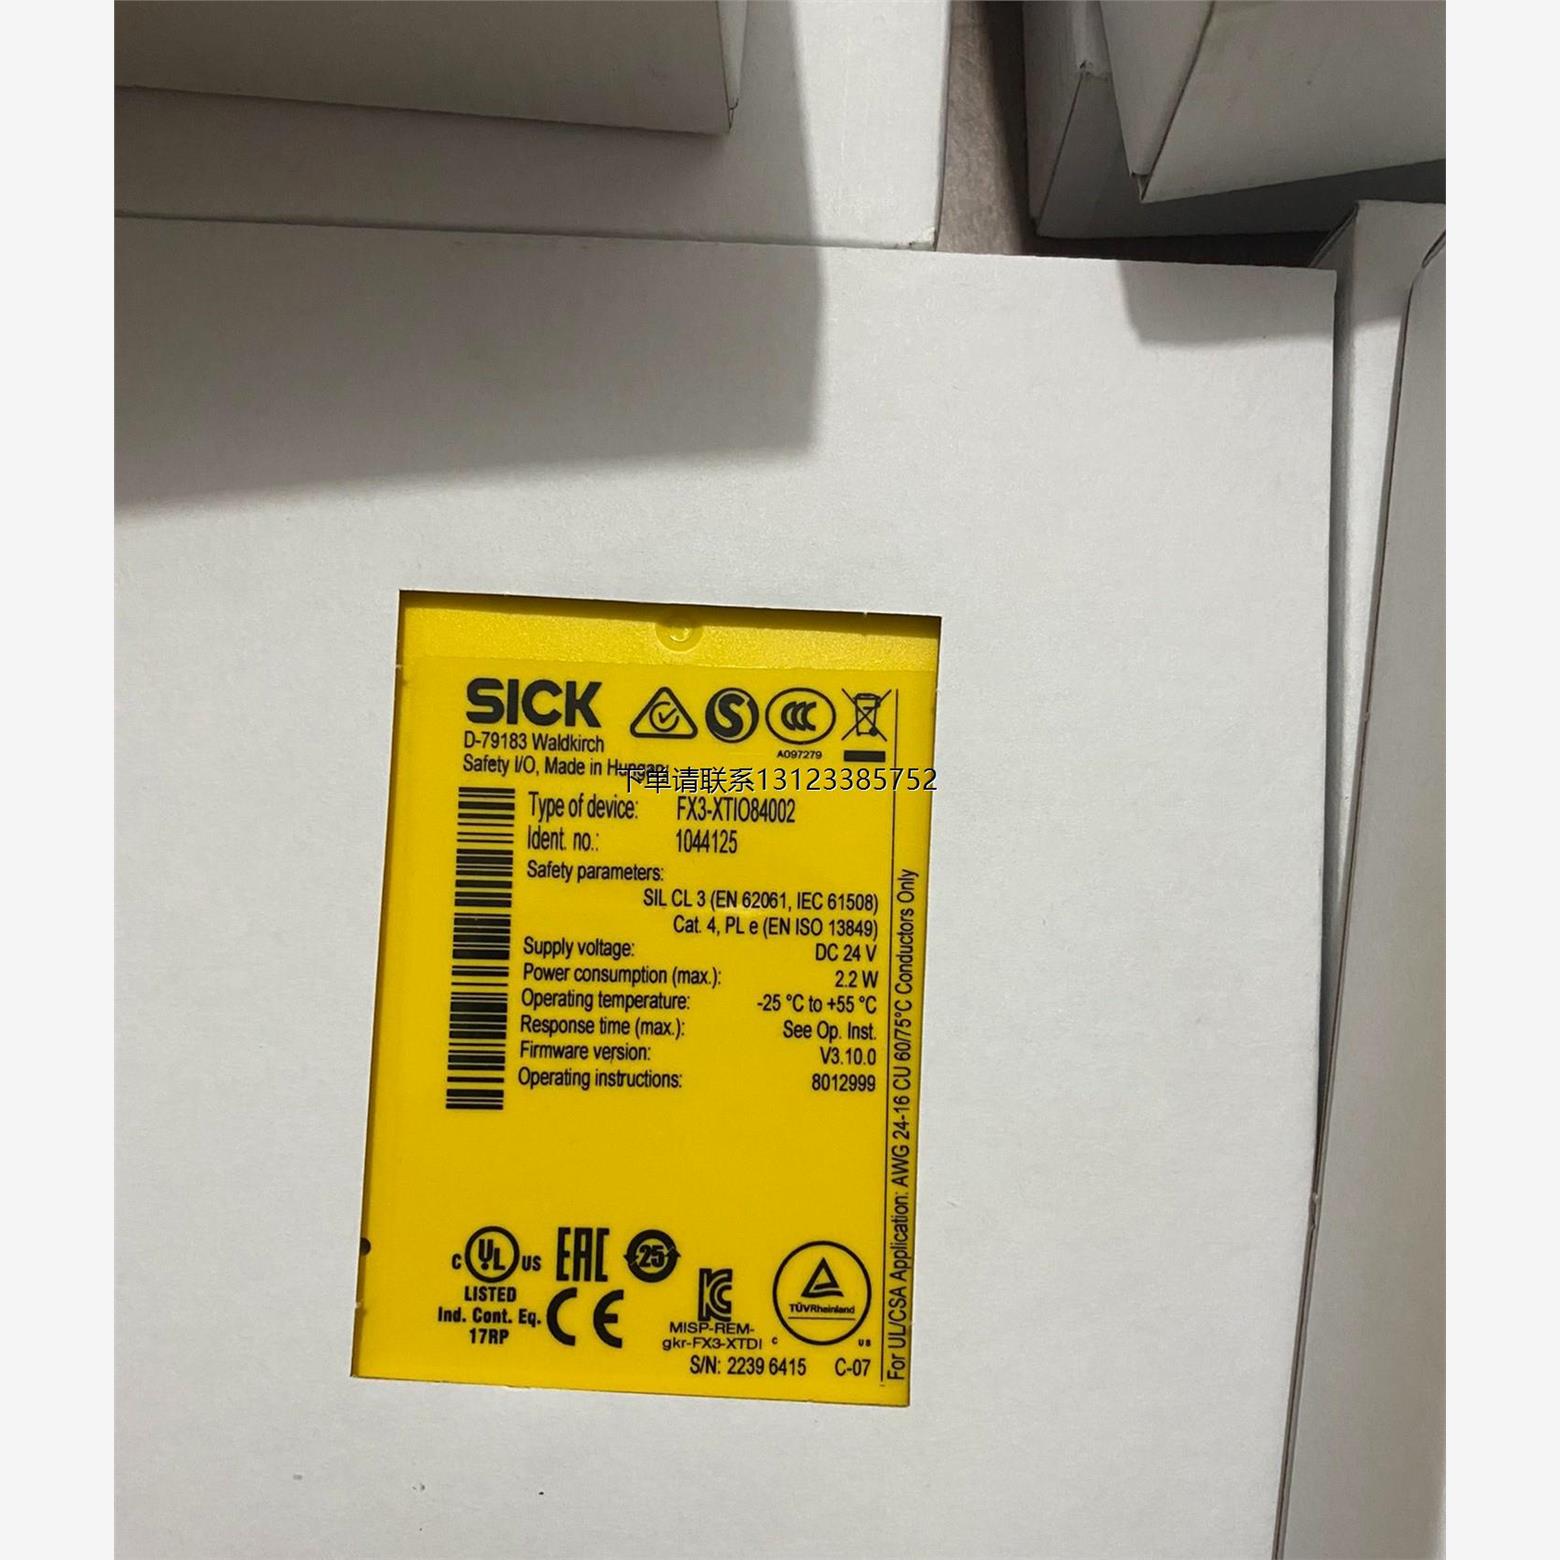 SICK
D-79183 Waldkirch
Safety I/O, Made in Hungary
A097279
下单请联系13123385752
Type of device: FX3-XTIO84002
Ident. no.: 1044125
Safety parameters:
SIL CL 3 (EN 62061, IEC 61508)
Cat. 4, PL e (EN ISO 13849)
Supply voltage: DC 24 V
Power consumption (max.): 2.2 W
Operating temperature: -25 °C to +55 °C
Response time (max.): See Op. Inst.
Firmware version: V3.10.0
Operating instructions: 8012999
For UL/CSA Application: AWG 24-16 CU 60/75°C Conductors Only
C UL US
LISTED
Ind. Cont. Eq.
17RP
EAC
25
CE
MSIP-REM-
gkr-FX3-XTDI
TÜVRheinland
C US
S/N: 2239 6415 C-07